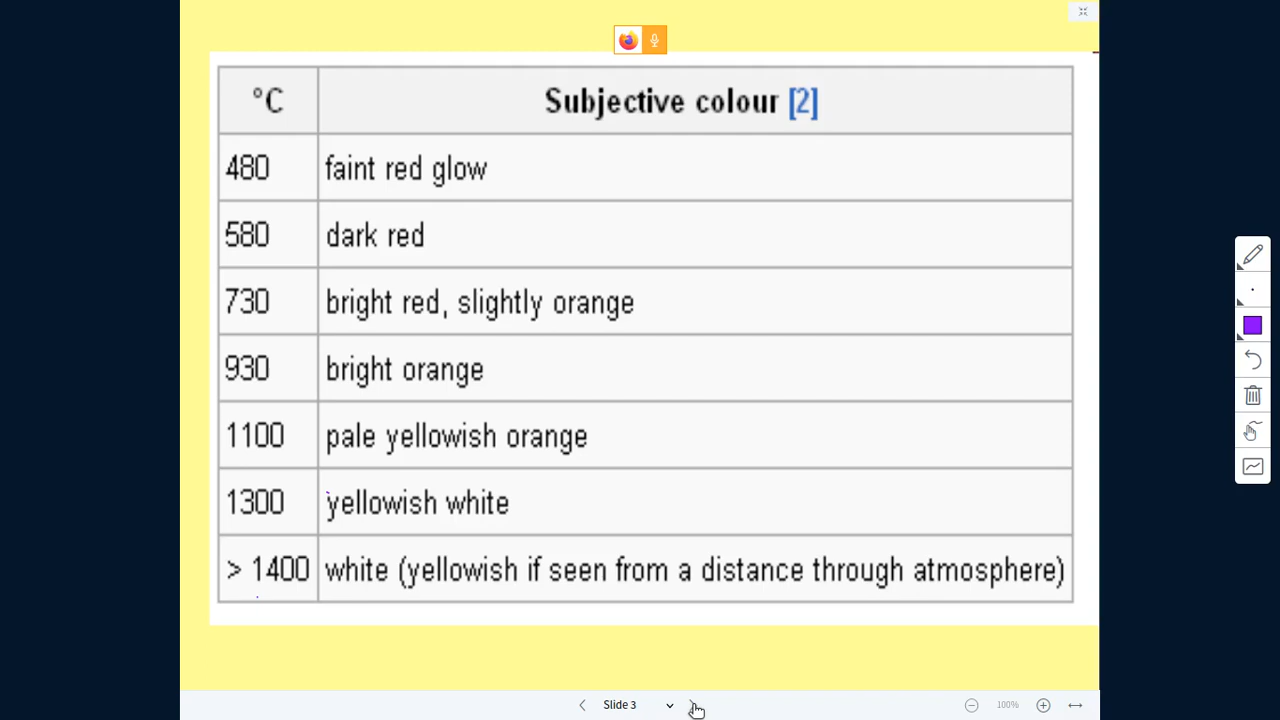 °C Subjective colour [2]
480 faint red glow
580 dark red
730 bright red, slightly orange
930 bright orange
1100 pale yellowish orange
1300 yellowish white
> 1400 white (yellowish if seen from a distance through atmosphere)
Slide 3
100%